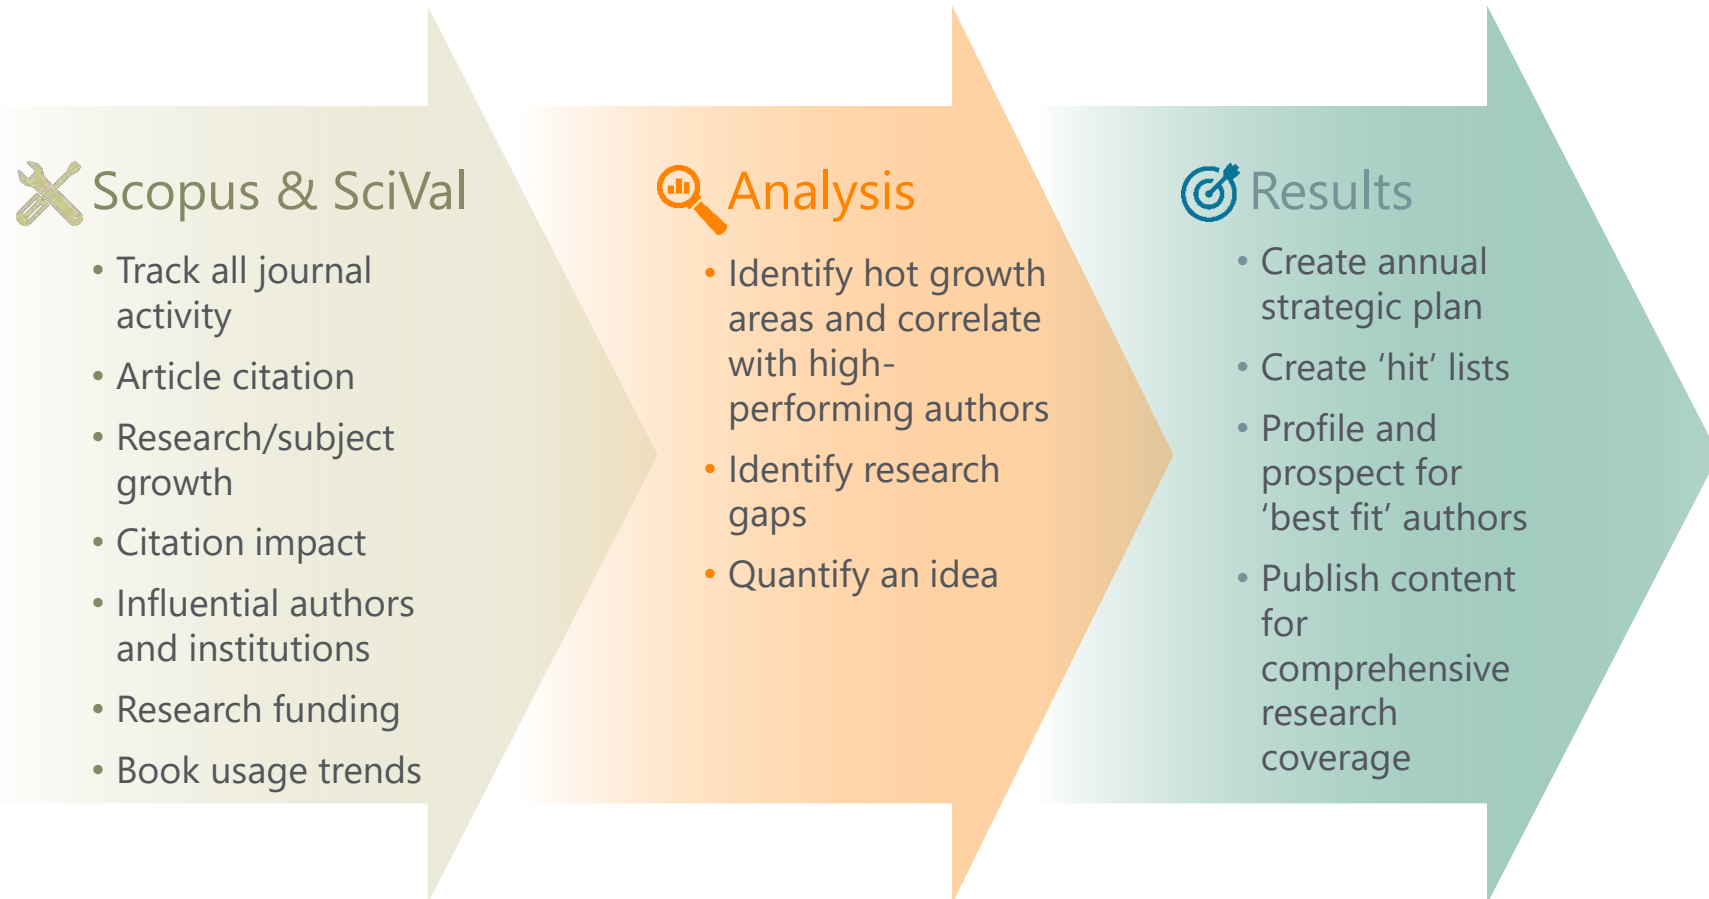 Scopus & SciVal
• Track all journal
activity
• Article citation
• Research/subject
growth
• Citation impact
• Influential authors
and institutions
• Research funding
• Book usage trends
Analysis
• Identify hot growth
areas and correlate
with high-
performing authors
• Identify research
gaps
• Quantify an idea
Results
• Create annual
strategic plan
• Create ‘hit’ lists
• Profile and
prospect for
‘best fit’ authors
• Publish content
for
comprehensive
research
coverage